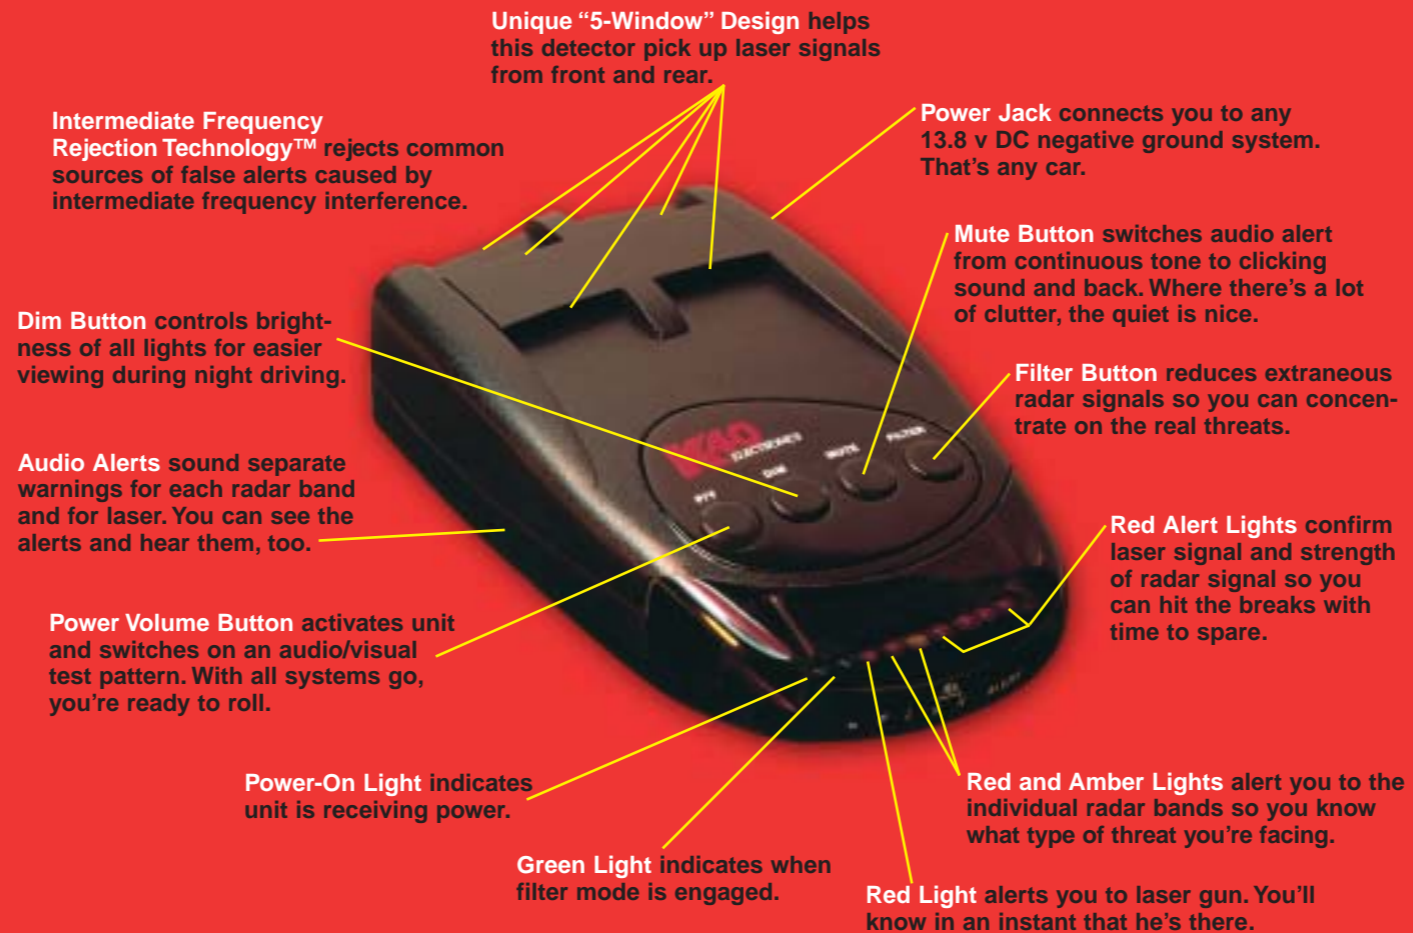 Unique “5-Window” Design helps
this detector pick up laser signals
from front and rear.
Intermediate Frequency
Rejection Technology™ rejects common
sources of false alerts caused by
intermediate frequency interference.
Power Jack connects you to any
13.8 v DC negative ground system.
That’s any car.
Mute Button switches audio alert
from continuous tone to clicking
sound and back. Where there’s a lot
of clutter, the quiet is nice.
Dim Button controls bright-
ness of all lights for easier
viewing during night driving.
Filter Button reduces extraneous
radar signals so you can concen-
trate on the real threats.
Audio Alerts sound separate
warnings for each radar band
and for laser. You can see the
alerts and hear them, too.
K40
ELECTRONICS
P/V
DIM
MUTE
FILTER
Red Alert Lights confirm
laser signal and strength
of radar signal so you
can hit the breaks with
time to spare.
Power Volume Button activates unit
and switches on an audio/visual
test pattern. With all systems go,
you’re ready to roll.
ALERT
Power-On Light indicates
unit is receiving power.
Red and Amber Lights alert you to the
individual radar bands so you know
what type of threat you’re facing.
Green Light indicates when
filter mode is engaged.
Red Light alerts you to laser gun. You’ll
know in an instant that he’s there.